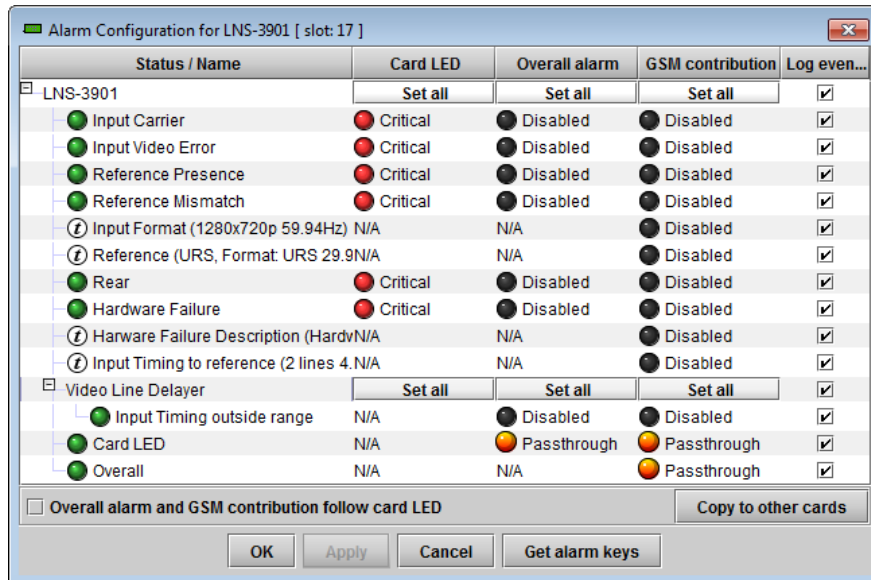 Alarm Configuration for LNS-3901 [ slot: 17 ]
Status / Name Card LED Overall alarm GSM contribution Log even...
LNS-3901 Set all Set all Set all
Input Carrier Critical Disabled Disabled
Input Video Error Critical Disabled Disabled
Reference Presence Critical Disabled Disabled
Reference Mismatch Critical Disabled Disabled
t Input Format (1280x720p 59.94Hz) N/A N/A Disabled
t Reference (URS, Format: URS 29.9 N/A N/A Disabled
Rear Critical Disabled Disabled
Hardware Failure Critical Disabled Disabled
t Harware Failure Description (Hardv N/A N/A Disabled
t Input Timing to reference (2 lines 4. N/A N/A Disabled
Video Line Delayer Set all Set all Set all
Input Timing outside range N/A Disabled Disabled
Card LED N/A Passthrough Passthrough
Overall N/A N/A Passthrough
Overall alarm and GSM contribution follow card LED Copy to other cards
OK Apply Cancel Get alarm keys